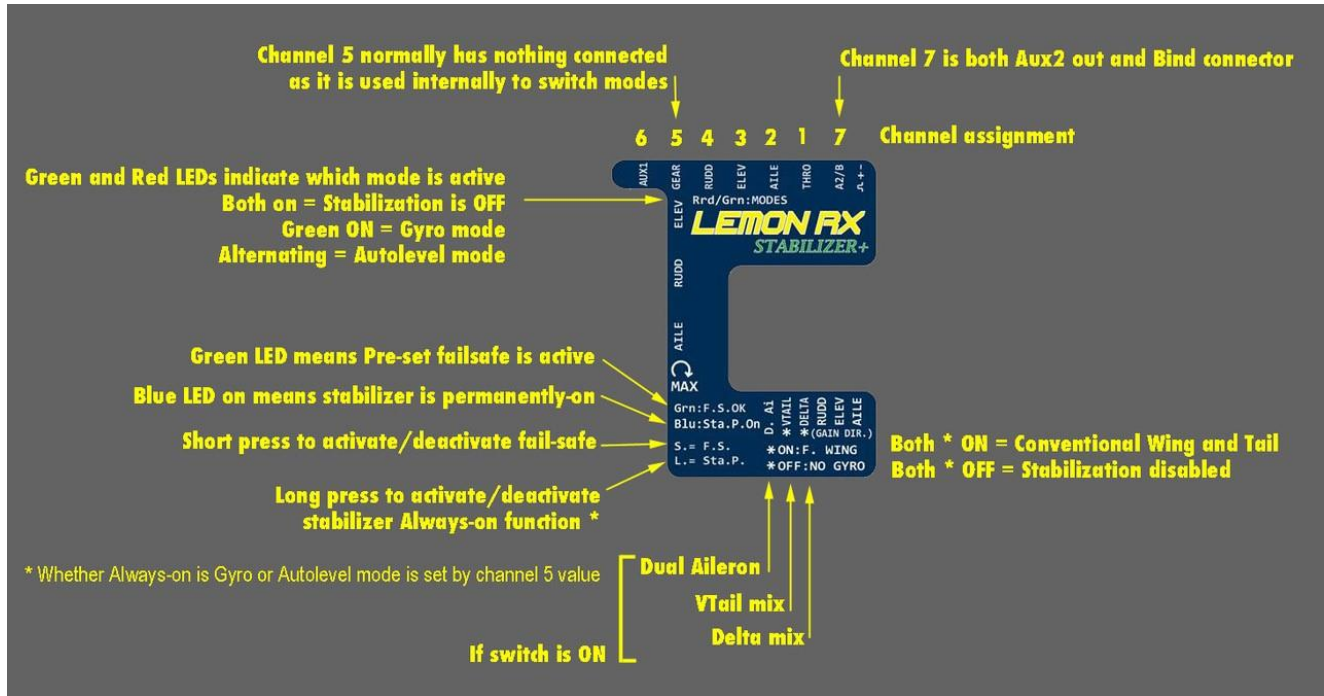 Channel 5 normally has nothing connected
as it is used internally to switch modes
Channel 7 is both Aux2 out and Bind connector
6 5 4 3 2 1 7 Channel assignment
AUX1 GEAR RUDD ELEV AILE THRO A2/B ⎍+-
Green and Red LEDs indicate which mode is active
Both on = Stabilization is OFF
Green ON = Gyro mode
Alternating = Autolevel mode
Rrd/Grn:MODES
LEMON RX
STABILIZER+
ELEV
RUDD
AILE
MAX
Green LED means Pre-set failsafe is active
Blue LED on means stabilizer is permanently-on
Short press to activate/deactivate fail-safe
Long press to activate/deactivate
stabilizer Always-on function *
Grn:F.S.OK
Blu:Sta.P.On
S.= F.S.
L.= Sta.P.
D. Ai *VTAIL *DELTA RUDD ELEV AILE
(GAIN DIR.)
*ON:F. WING
*OFF:NO GYRO
Both * ON = Conventional Wing and Tail
Both * OFF = Stabilization disabled
* Whether Always-on is Gyro or Autolevel mode is set by channel 5 value
Dual Aileron
VTail mix
Delta mix
If switch is ON